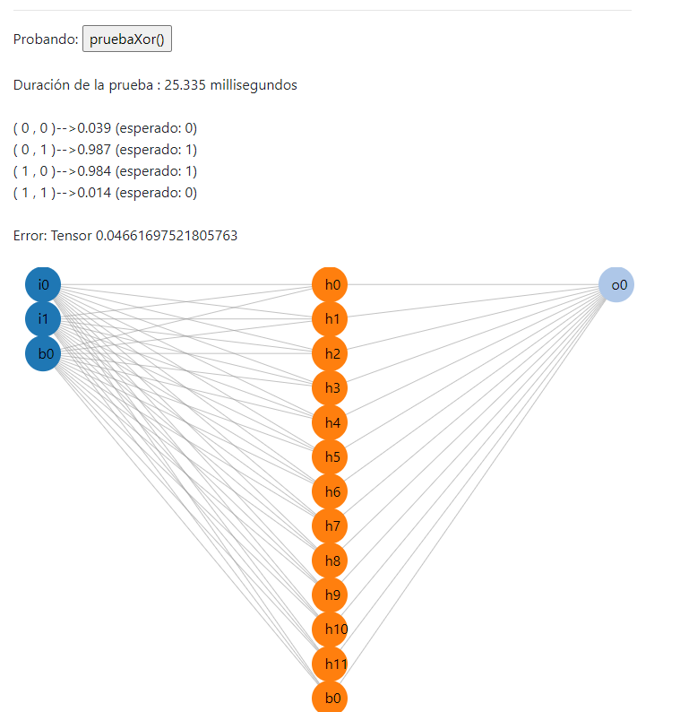 Probando: pruebaXor()
Duración de la prueba : 25.335 millisegundos
( 0 , 0 )-->0.039 (esperado: 0)
( 0 , 1 )-->0.987 (esperado: 1)
( 1 , 0 )-->0.984 (esperado: 1)
( 1 , 1 )-->0.014 (esperado: 0)
Error: Tensor 0.04661697521805763
i0 h0 o0
i1 h1
b0 h2
h3
h4
h5
h6
h7
h8
h9
h10
h11
b0